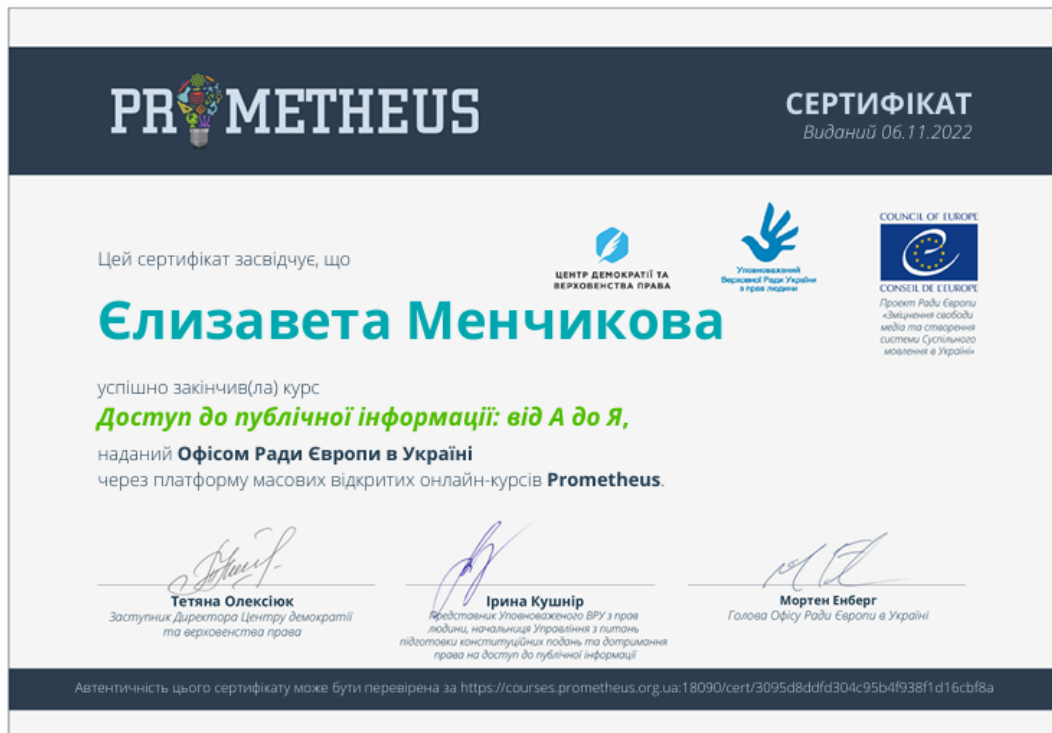 PROMETHEUS
СЕРТИФІКАТ
Виданий 06.11.2022
Цей сертифікат засвідчує, що
ЦЕНТР ДЕМОКРАТІЇ ТА
ВЕРХОВЕНСТВА ПРАВА
Уповноважений
Верховної Ради України
з прав людини
COUNCIL OF EUROPE
CONSEIL DE L'EUROPE
Проект Ради Європи
«Зміцнення свободи
медіа та створення
системи Суспільного
мовлення в Україні»
Єлизавета Менчикова
успішно закінчив(ла) курс
Доступ до публічної інформації: від А до Я,
наданий Офісом Ради Європи в Україні
через платформу масових відкритих онлайн-курсів Prometheus.
Тетяна Олексіюк
Заступник Директора Центру демократії
та верховенства права
Ірина Кушнір
Представник Уповноваженого ВРУ з прав
людини, начальниця Управління з питань
підготовки конституційних подань та дотримання
права на доступ до публічної інформації
Мортен Енберг
Голова Офісу Ради Європи в Україні
Автентичність цього сертифікату може бути перевірена за https://courses.prometheus.org.ua:18090/cert/3095d8ddfd304c95b4f938f1d16cbf8a